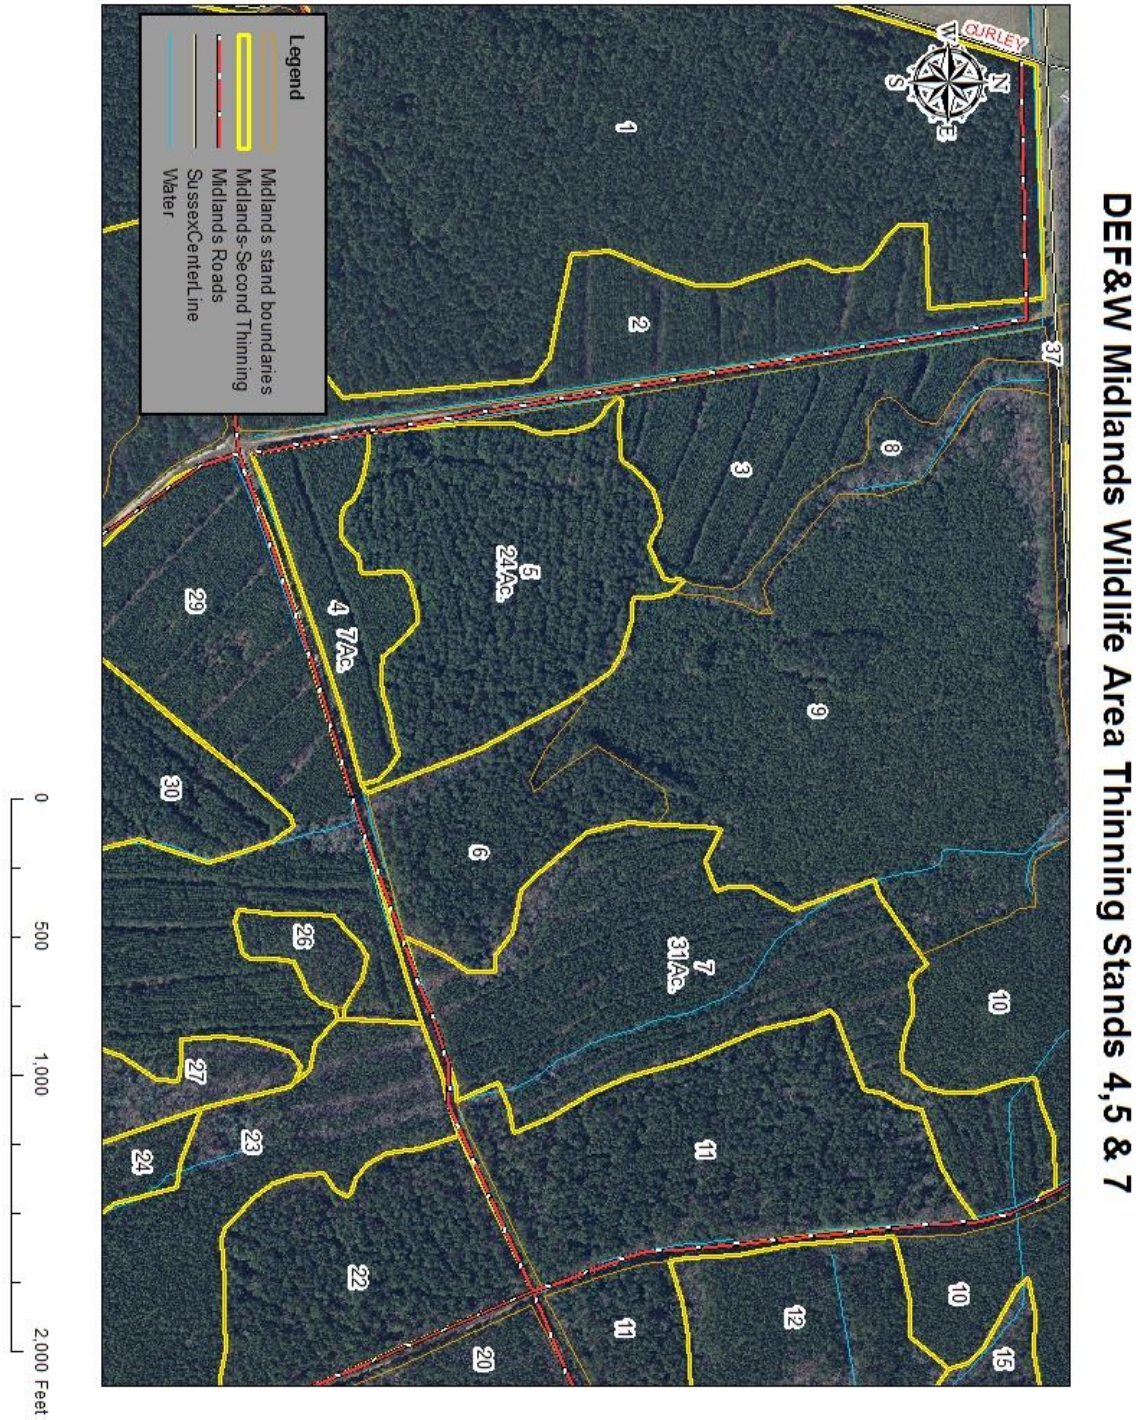 DEF&W Midlands Wildlife Area Thinning Stands 4,5 & 7
CURLEY
N
W
E
S
37
1
2
3
8
9
5
24Ac.
4
7Ac.
6
7
31Ac.
10
11
29
30
26
27
23
24
22
10
12
15
11
20
Legend
Midlands stand boundaries
Midlands-Second Thinning
Midlands Roads
SussexCenterLine
Water
0 500 1,000 2,000 Feet